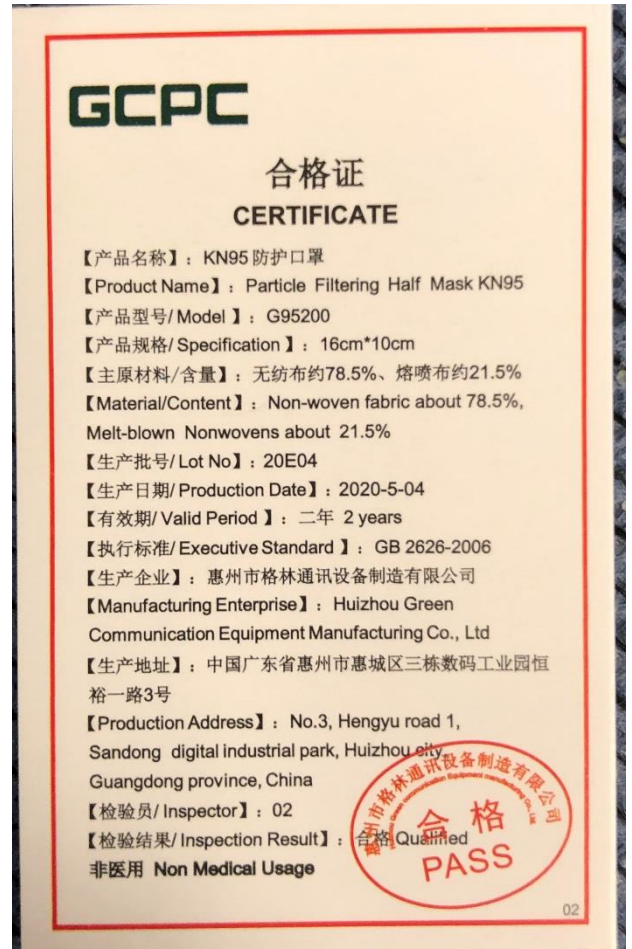 GCPC
合格证
CERTIFICATE
【产品名称】：KN95 防护口罩
【Product Name】：Particle Filtering Half Mask KN95
【产品型号/ Model 】：G95200
【产品规格/ Specification 】：16cm*10cm
【主原材料/含量】：无纺布约78.5%、熔喷布约21.5%
【Material/Content】：Non-woven fabric about 78.5%,
Melt-blown Nonwovens about 21.5%
【生产批号/ Lot No】：20E04
【生产日期/ Production Date】：2020-5-04
【有效期/ Valid Period 】：二年 2 years
【执行标准/ Executive Standard 】：GB 2626-2006
【生产企业】：惠州市格林通讯设备制造有限公司
【Manufacturing Enterprise】：Huizhou Green
Communication Equipment Manufacturing Co., Ltd
【生产地址】：中国广东省惠州市惠城区三栋数码工业园恒
裕一路3号
【Production Address】：No.3, Hengyu road 1,
Sandong digital industrial park, Huizhou city,
Guangdong province, China
【检验员/ Inspector】：02
【检验结果/ Inspection Result】：合格 Qualified
非医用 Non Medical Usage
惠州市格林通讯设备制造有限公司
Huizhou Green communication Equipment manufacturing Co., Ltd
合格
PASS
02